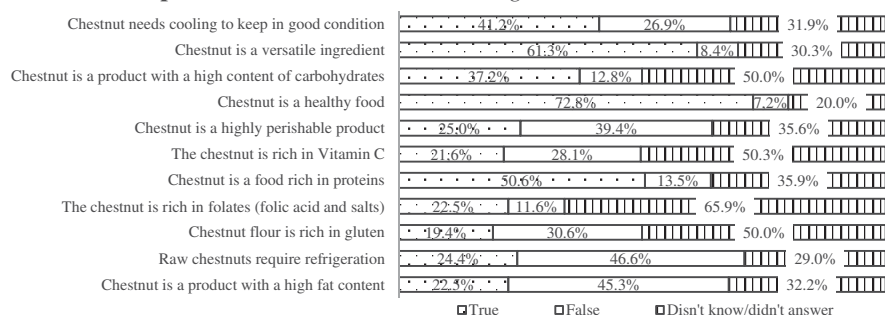 Chestnut needs cooling to keep in good condition 41.2% 26.9% 31.9%
Chestnut is a versatile ingredient 61.3% 8.4% 30.3%
Chestnut is a product with a high content of carbohydrates 37.2% 12.8% 50.0%
Chestnut is a healthy food 72.8% 7.2% 20.0%
Chestnut is a highly perishable product 25.0% 39.4% 35.6%
The chestnut is rich in Vitamin C 21.6% 28.1% 50.3%
Chestnut is a food rich in proteins 50.6% 13.5% 35.9%
The chestnut is rich in folates (folic acid and salts) 22.5% 11.6% 65.9%
Chestnut flour is rich in gluten 19.4% 30.6% 50.0%
Raw chestnuts require refrigeration 24.4% 46.6% 29.0%
Chestnut is a product with a high fat content 22.5% 45.3% 32.2%
True False Disn't know/didn't answer